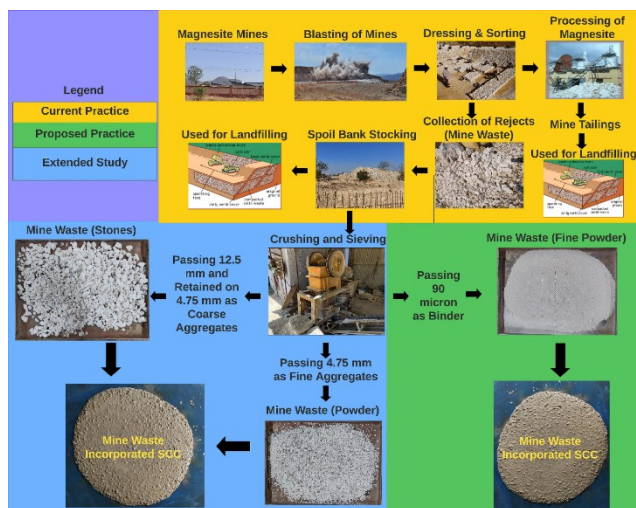 Magnesite Mines
Blasting of Mines
Dressing & Sorting
Processing of
Magnesite
Legend
Current Practice
Proposed Practice
Extended Study
Used for Landfilling
Spoil Bank Stocking
Collection of Rejects
(Mine Waste)
Mine Tailings
Used for Landfilling
Mine Waste (Stones)
Passing 12.5
mm and
Retained on
4.75 mm as
Coarse
Aggregates
Crushing and Sieving
Passing
90
micron
as Binder
Mine Waste (Fine Powder)
Passing 4.75 mm
as Fine Aggregates
Mine Waste (Powder)
Mine Waste
Incorporated SCC
Mine Waste
Incorporated SCC